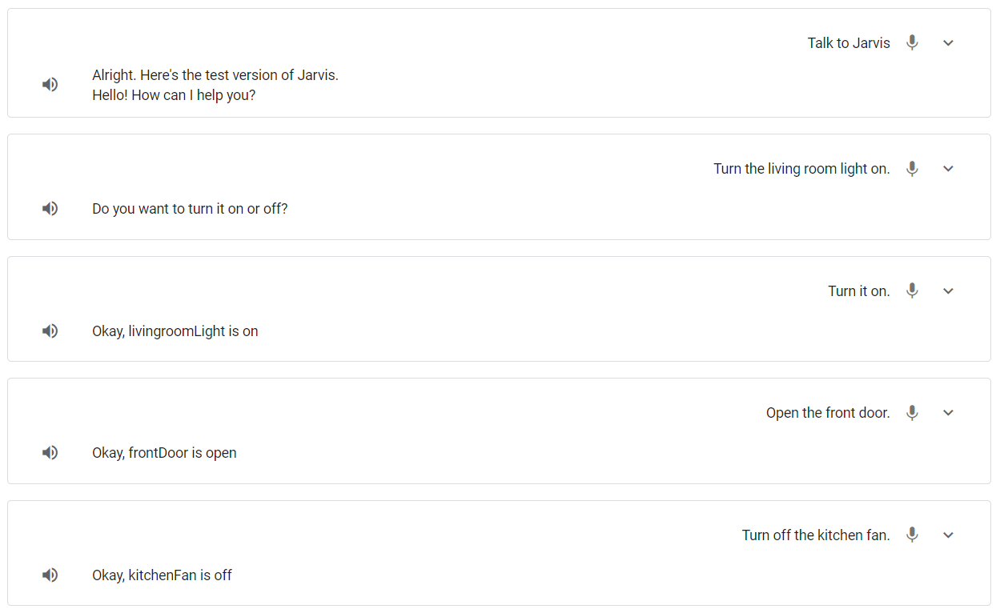 Talk to Jarvis
Alright. Here's the test version of Jarvis.
Hello! How can I help you?
Turn the living room light on.
Do you want to turn it on or off?
Turn it on.
Okay, livingroomLight is on
Open the front door.
Okay, frontDoor is open
Turn off the kitchen fan.
Okay, kitchenFan is off